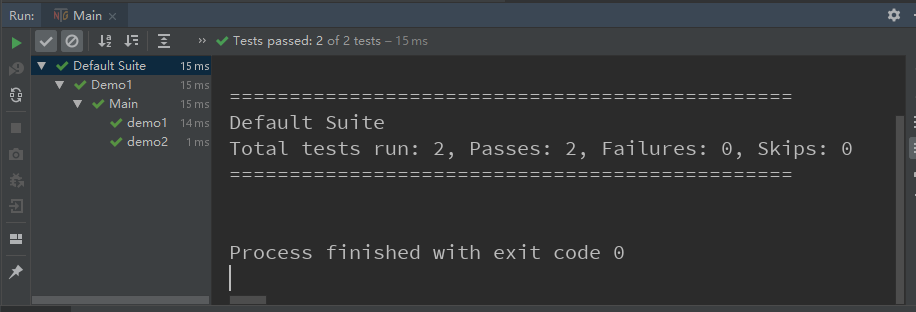 Run: NG Main ×
» Tests passed: 2 of 2 tests – 15 ms
Default Suite 15 ms
Demo1 15 ms
Main 15 ms
demo1 14 ms
demo2 1 ms
===============================================
Default Suite
Total tests run: 2, Passes: 2, Failures: 0, Skips: 0
===============================================
Process finished with exit code 0